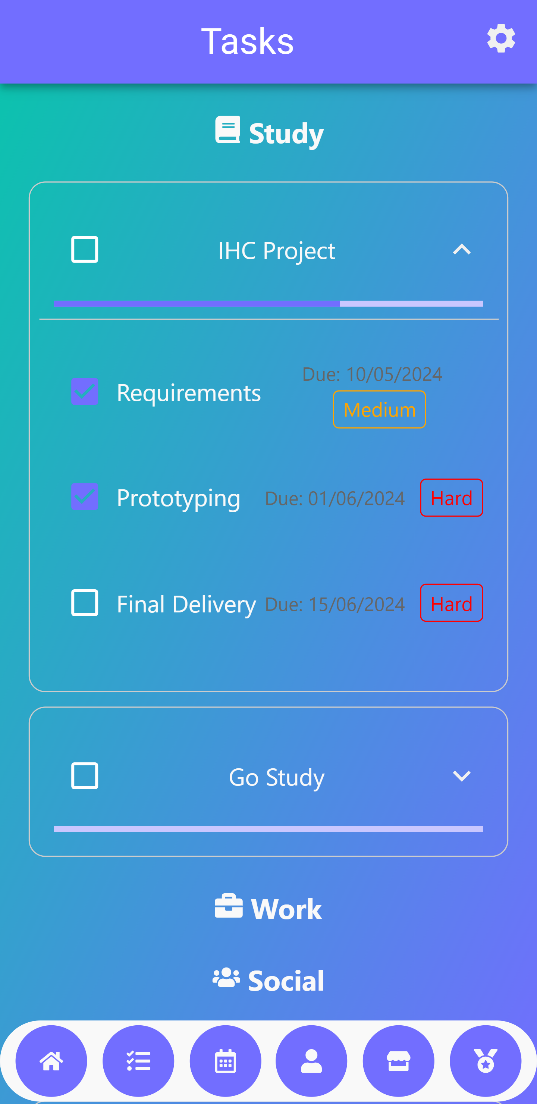 Tasks
Study
IHC Project
Due: 10/05/2024
Requirements
Medium
Prototyping Due: 01/06/2024 Hard
Final Delivery Due: 15/06/2024 Hard
Go Study
Work
Social